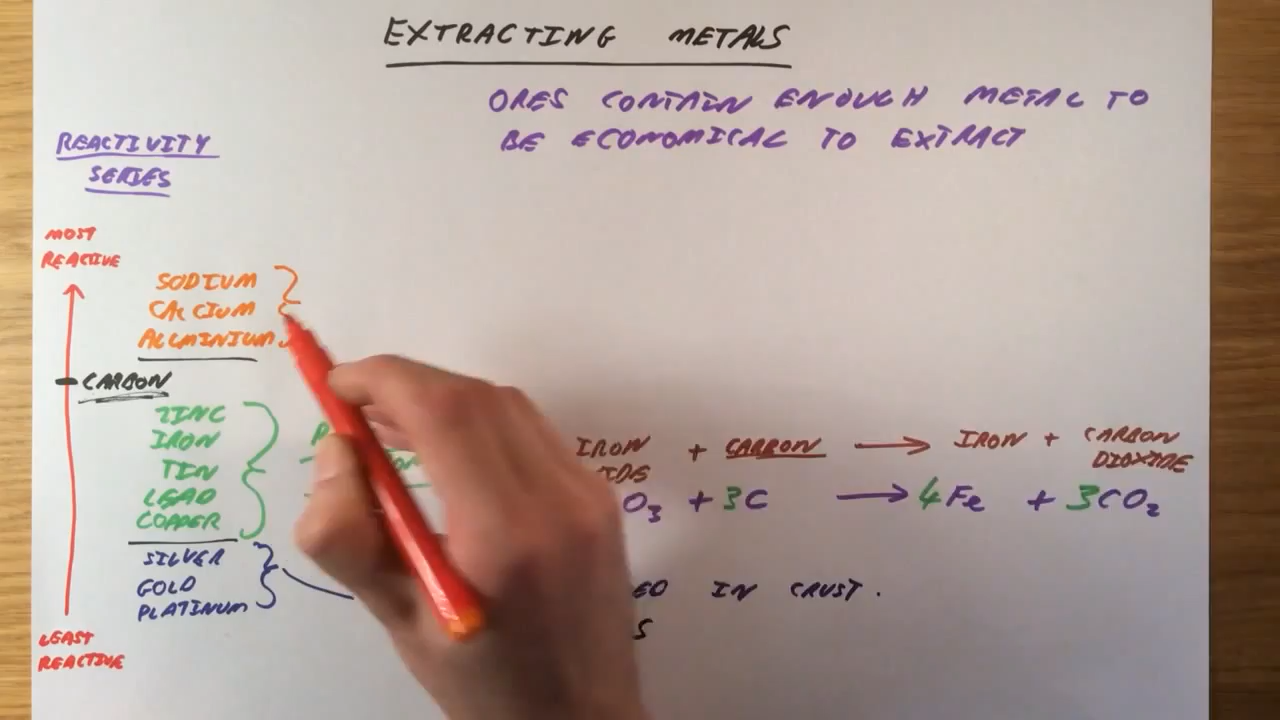 EXTRACTING METALS
ORES CONTAIN ENOUGH METAL TO
BE ECONOMICAL TO EXTRACT
REACTIVITY
SERIES
MOST
REACTIVE
SODIUM
CALCIUM
ALUMINIUM
CARBON
ZINC
IRON
TIN
LEAD
COPPER
SILVER
GOLD
PLATINUM
LEAST
REACTIVE
IRON + CARBON → IRON + CARBON
DIOXIDE
O₃ + 3C → 4Fe + 3CO₂
IN CRUST.